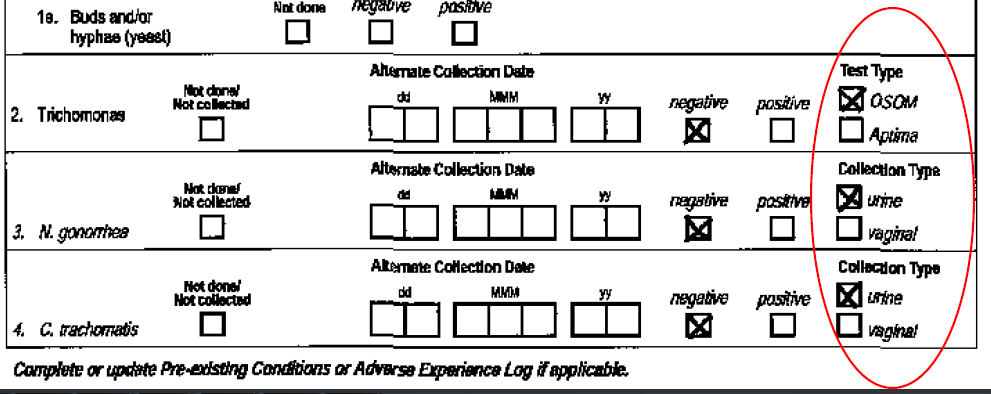 Not done negative positive
1e. Buds and/or
hyphae (yeast)
Alternate Collection Date Test Type
Not done/
Not collected dd MMM yy negative positive OSOM
2. Trichomonas Aptima
Alternate Collection Date Collection Type
Not done/
Not collected dd MMM yy negative positive urine
3. N. gonorrhea vaginal
Alternate Collection Date Collection Type
Not done/
Not collected dd MMM yy negative positive urine
4. C. trachomatis vaginal
Complete or update Pre-existing Conditions or Adverse Experience Log if applicable.